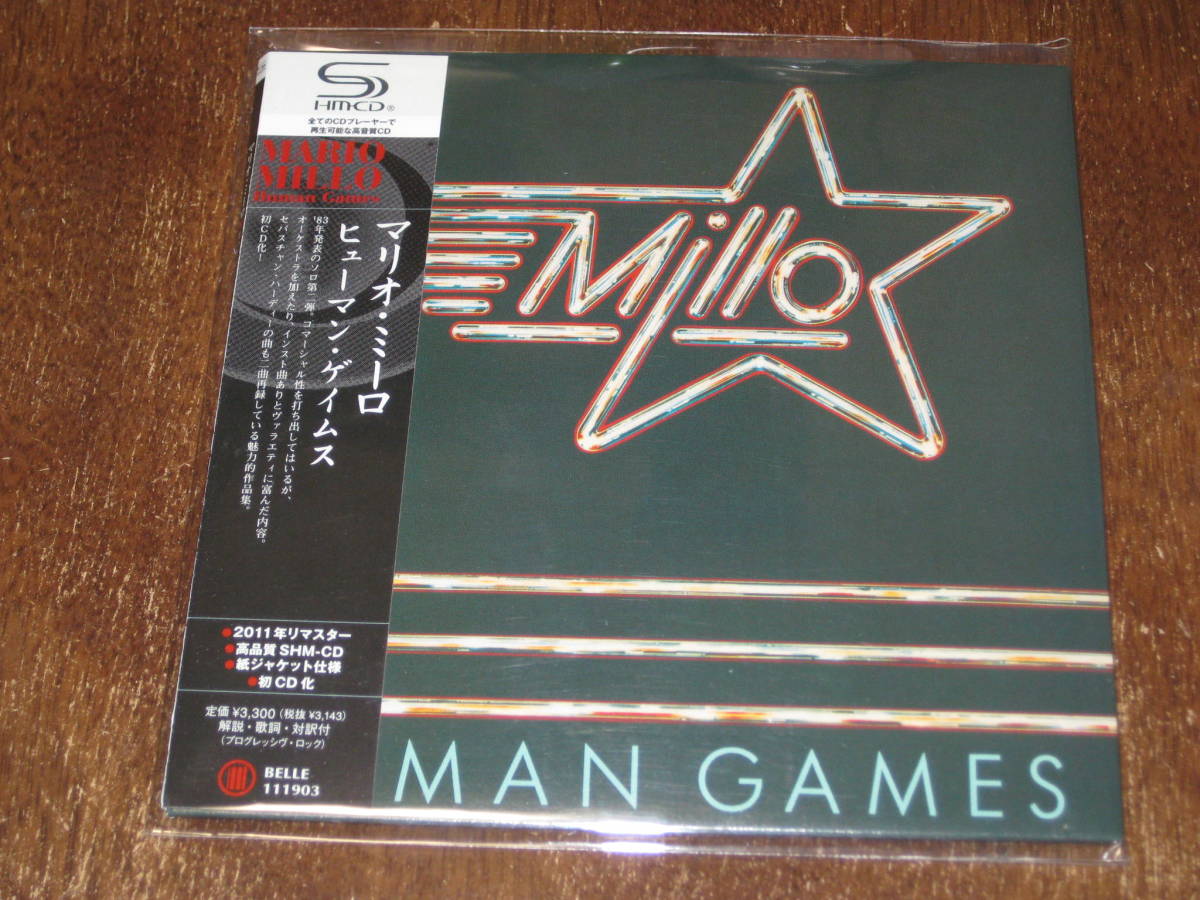 SHM-CD®
全てのCDプレーヤーで
再生可能な高音質CD
MARIO
MILLO
Human Games
マリオ・ミーロ
ヒューマン・ゲイムス
'83年発表のソロ第二弾。コマーシャル性を打ち出してはいるが、
オーケストラを加えたり、インスト曲ありとヴァラエティに富んだ内容。
セバスチャン・ハーディーの曲も二曲再録している魅力的作品集。
初CD化!
●2011年リマスター
●高品質 SHM-CD
●紙ジャケット仕様
●初CD化
定価 ¥3,300 (税抜 ¥3,143)
解説・歌詞・対訳付
(プログレッシヴ・ロック)
BELLE
111903
Millo
MAN GAMES